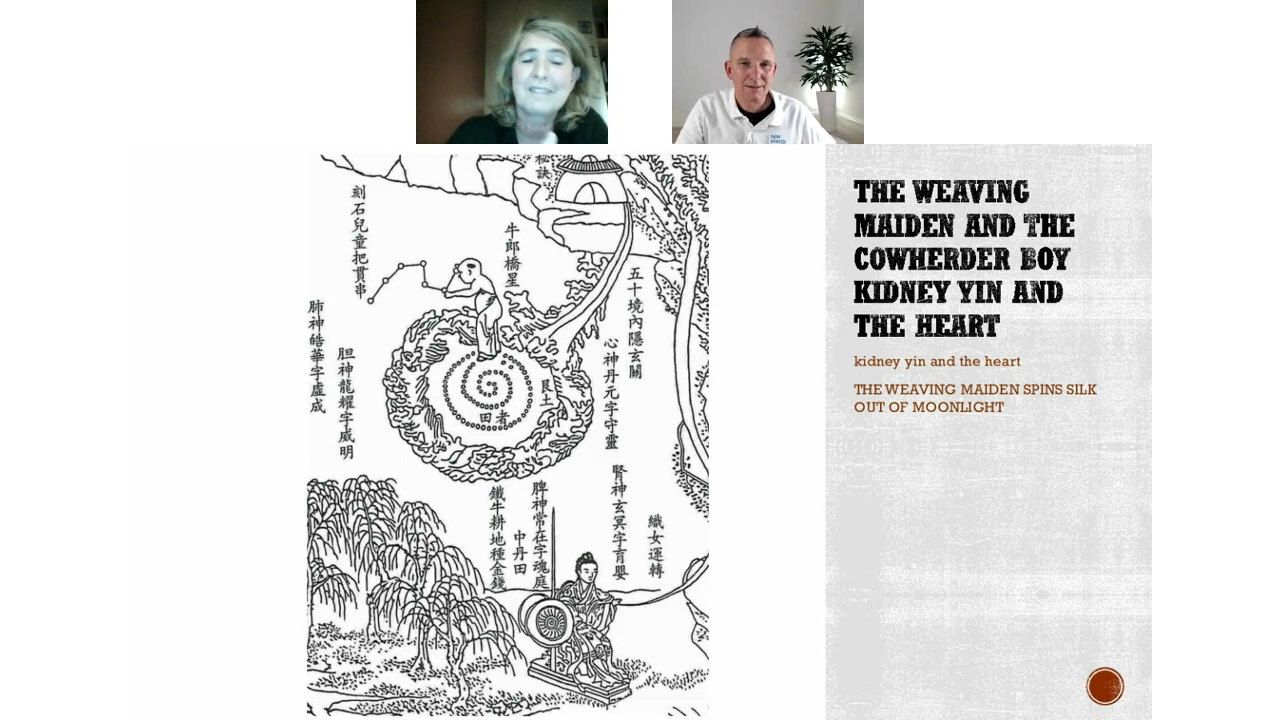 new
energy
秘訣
刻石兒童把貫串
牛郎橋星
五十境內隱玄關
肺神皓華字虛成
胆神龍耀字威明
心神丹元字守靈
艮土
田者
腎神玄冥字育嬰
脾神常在字魂庭
中丹田
鐵牛耕地種金錢
織女運轉
THE WEAVING
MAIDEN AND THE
COWHERDER BOY
KIDNEY YIN AND
THE HEART
kidney yin and the heart
THE WEAVING MAIDEN SPINS SILK
OUT OF MOONLIGHT